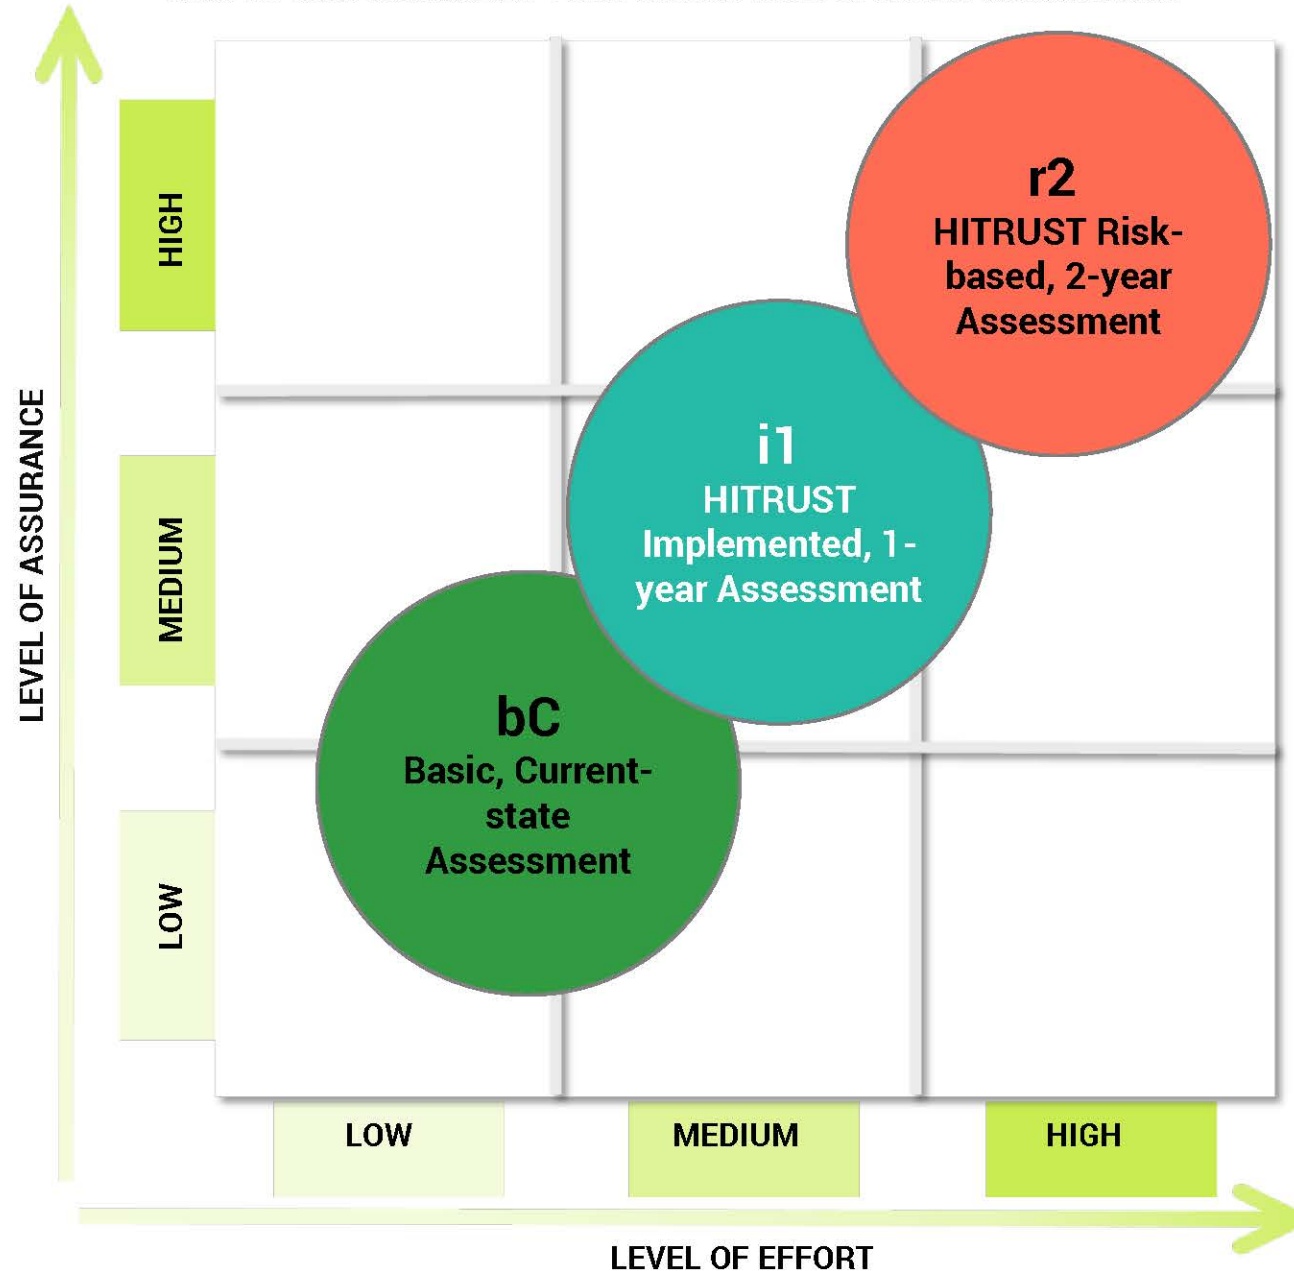 HIGH
r2
HITRUST Risk-
based, 2-year
Assessment
LEVEL OF ASSURANCE
MEDIUM
i1
HITRUST
Implemented, 1-
year Assessment
bC
Basic, Current-
state
Assessment
LOW
LOW
MEDIUM
HIGH
LEVEL OF EFFORT